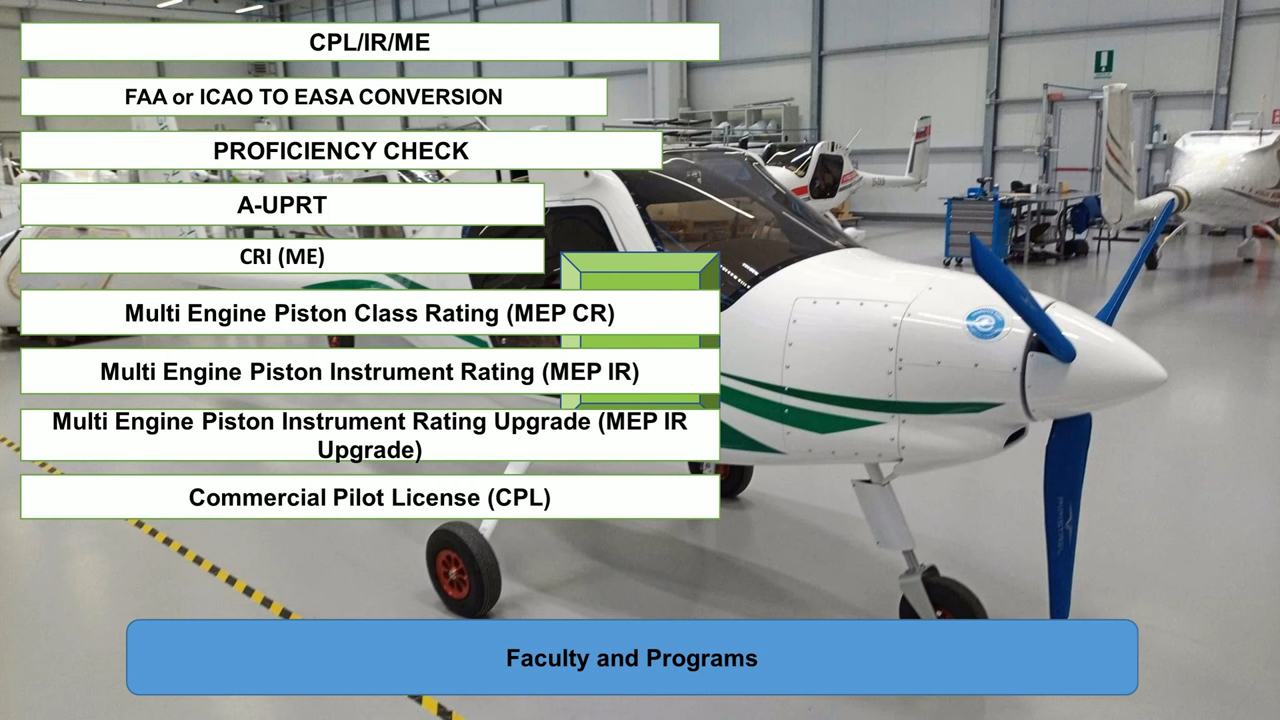 CPL/IR/ME
FAA or ICAO TO EASA CONVERSION
PROFICIENCY CHECK
A-UPRT
CRI (ME)
Multi Engine Piston Class Rating (MEP CR)
Multi Engine Piston Instrument Rating (MEP IR)
Multi Engine Piston Instrument Rating Upgrade (MEP IR
Upgrade)
Commercial Pilot License (CPL)
Faculty and Programs